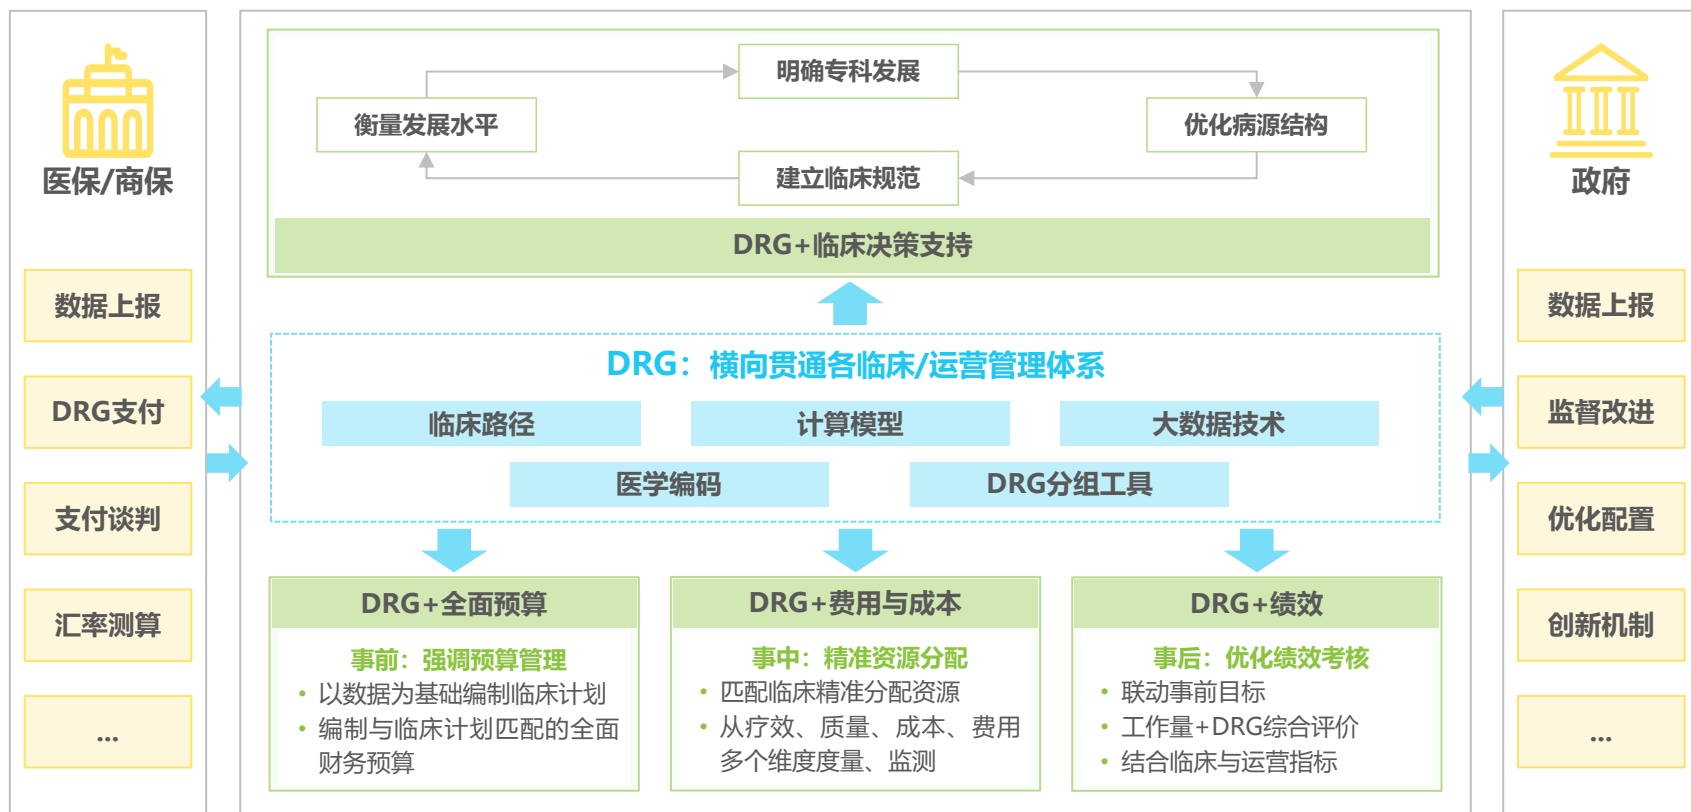 医保/商保
数据上报
DRG支付
支付谈判
汇率测算
...
明确专科发展
衡量发展水平
优化病源结构
建立临床规范
DRG+临床决策支持
DRG：横向贯通各临床/运营管理体系
临床路径
计算模型
大数据技术
医学编码
DRG分组工具
DRG+全面预算
事前：强调预算管理
• 以数据为基础编制临床计划
• 编制与临床计划匹配的全面
财务预算
DRG+费用与成本
事中：精准资源分配
• 匹配临床精准分配资源
• 从疗效、质量、成本、费用
多个维度度量、监测
DRG+绩效
事后：优化绩效考核
• 联动事前目标
• 工作量+DRG综合评价
• 结合临床与运营指标
政府
数据上报
监督改进
优化配置
创新机制
...